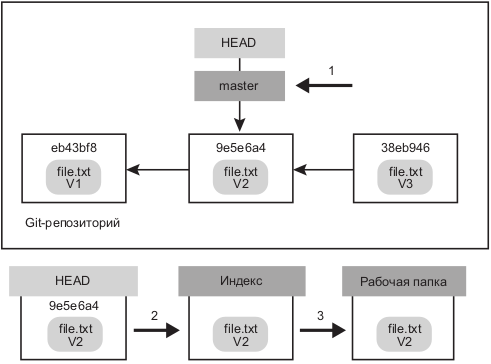 HEAD
1
master
eb43bf8
9e5e6a4
38eb946
file.txt
V1
file.txt
V2
file.txt
V3
Git-репозиторий
HEAD
Индекс
Рабочая папка
9e5e6a4
2
3
file.txt
V2
file.txt
V2
file.txt
V2